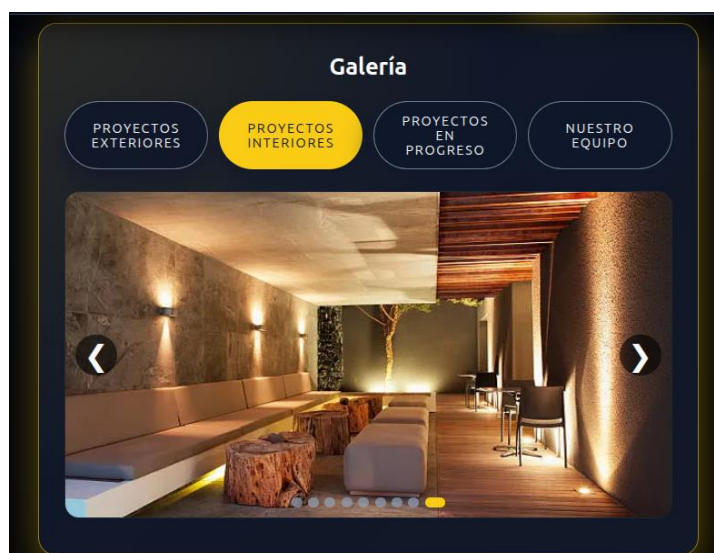 Galería
PROYECTOS
EXTERIORES
PROYECTOS
INTERIORES
PROYECTOS
EN
PROGRESO
NUESTRO
EQUIPO